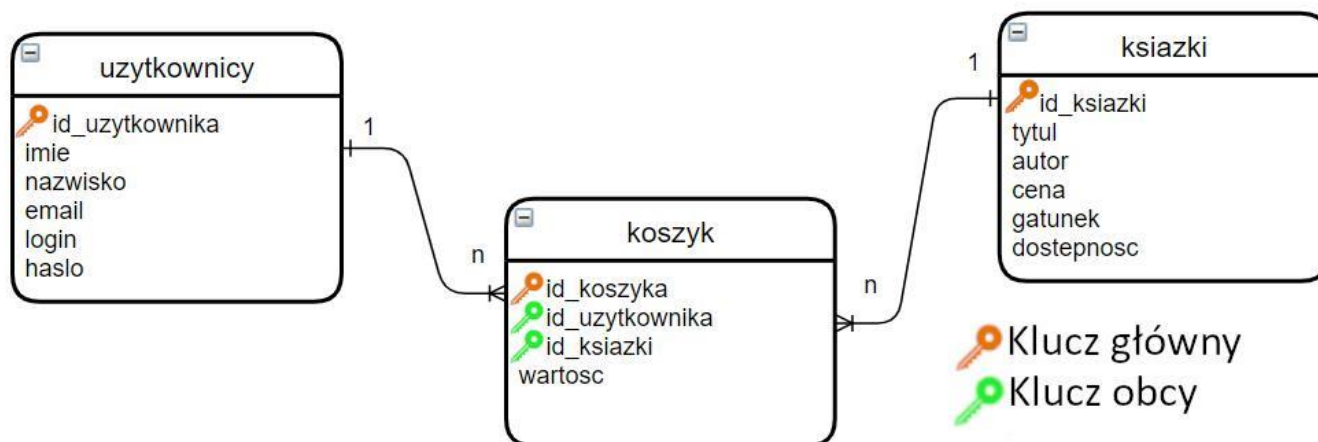 uzytkownicy
id_uzytkownika
imie
nazwisko
email
login
haslo
1
n
koszyk
id_koszyka
id_uzytkownika
id_ksiazki
wartosc
1
n
ksiazki
id_ksiazki
tytul
autor
cena
gatunek
dostepnosc
Klucz główny
Klucz obcy